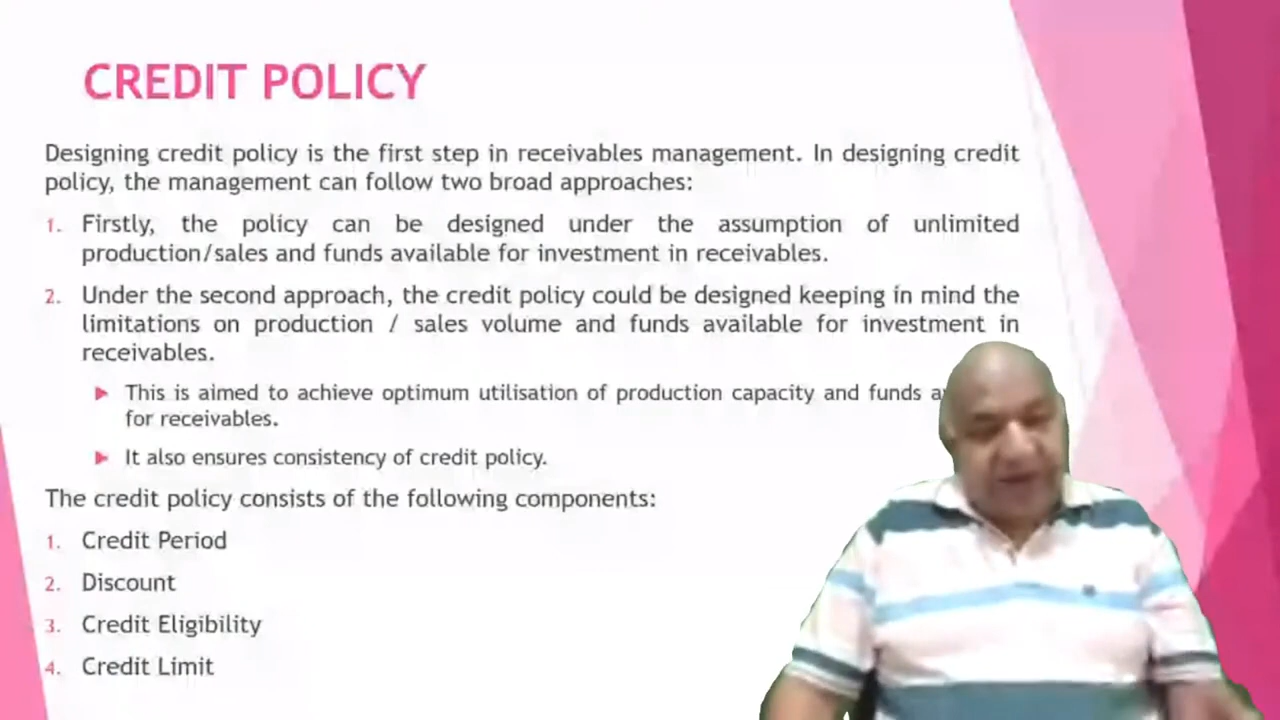 CREDIT POLICY
Designing credit policy is the first step in receivables management. In designing credit
policy, the management can follow two broad approaches:
1. Firstly, the policy can be designed under the assumption of unlimited
production/sales and funds available for investment in receivables.
2. Under the second approach, the credit policy could be designed keeping in mind the
limitations on production / sales volume and funds available for investment in
receivables.
This is aimed to achieve optimum utilisation of production capacity and funds
for receivables.
It also ensures consistency of credit policy.
The credit policy consists of the following components:
1. Credit Period
2. Discount
3. Credit Eligibility
4. Credit Limit